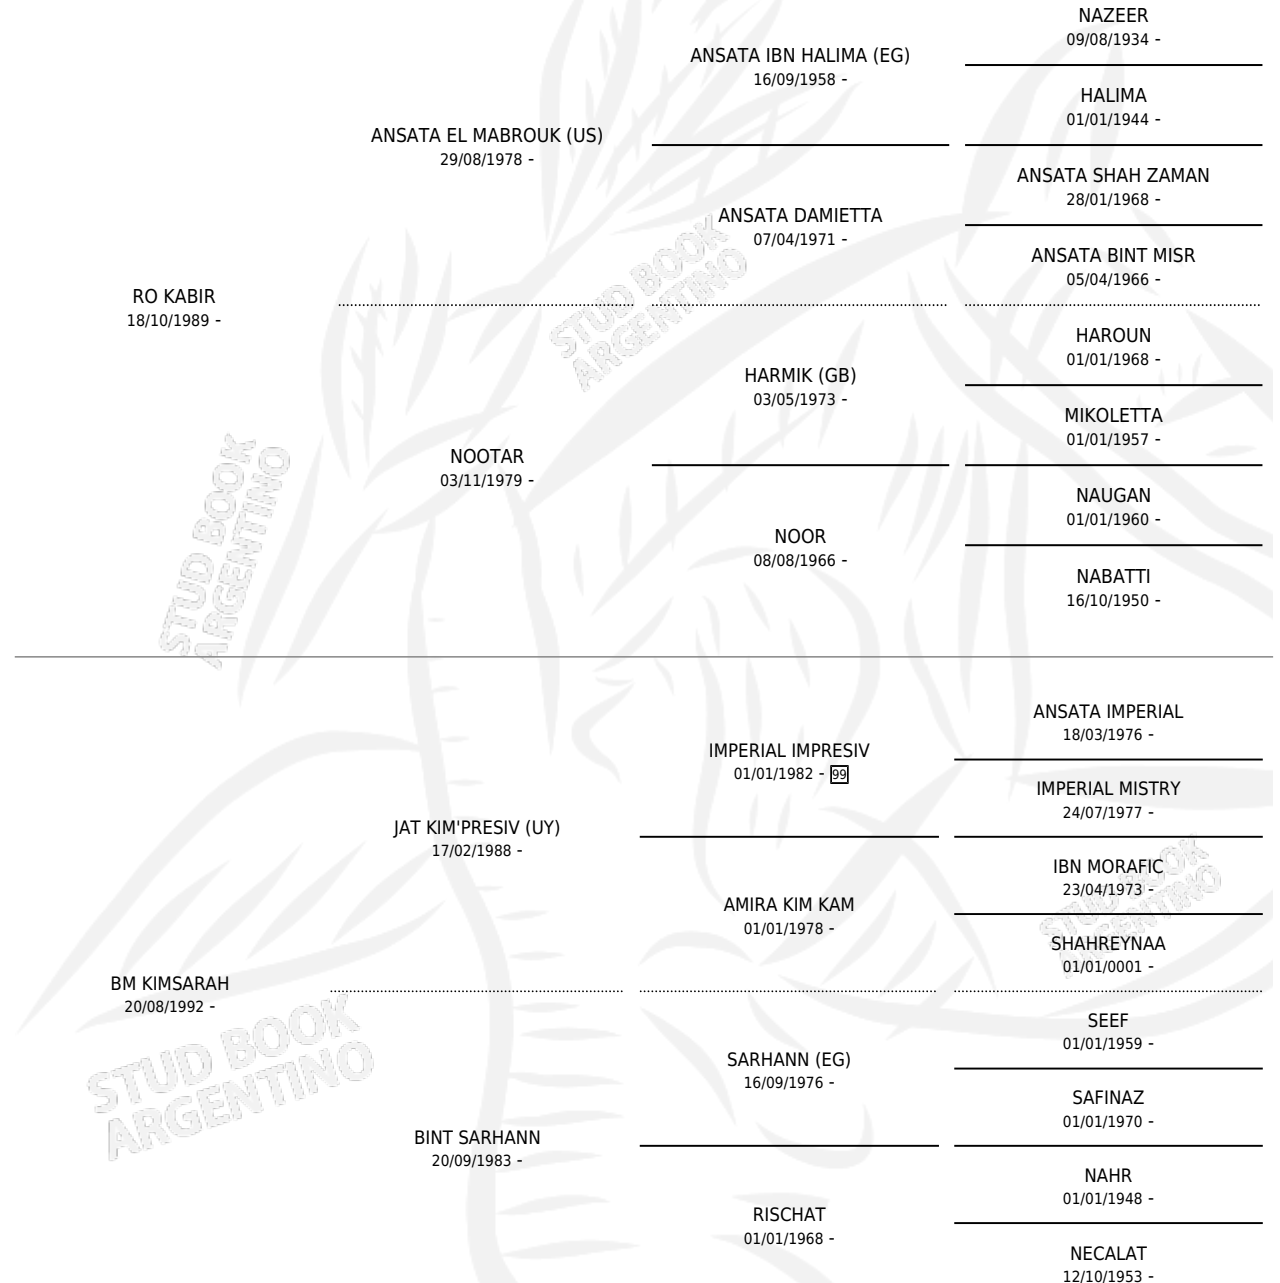 NAZEER
09/08/1934 -
ANSATA IBN HALIMA (EG)
16/09/1958 -
HALIMA
01/01/1944 -
ANSATA EL MABROUK (US)
29/08/1978 -
ANSATA SHAH ZAMAN
28/01/1968 -
ANSATA DAMIETTA
07/04/1971 -
ANSATA BINT MISR
05/04/1966 -
RO KABIR
18/10/1989 -
HAROUN
01/01/1968 -
HARMIK (GB)
03/05/1973 -
MIKOLETTA
01/01/1957 -
NOOTAR
03/11/1979 -
NAUGAN
01/01/1960 -
NOOR
08/08/1966 -
NABATTI
16/10/1950 -
STUD BOOK
ARGENTINO
STUD BOOK
ARGENTINO
ANSATA IMPERIAL
18/03/1976 -
IMPERIAL IMPRESIV
01/01/1982 - 99
IMPERIAL MISTRY
24/07/1977 -
JAT KIM'PRESIV (UY)
17/02/1988 -
IBN MORAFIC
23/04/1973 -
AMIRA KIM KAM
01/01/1978 -
SHAHREYNAA
01/01/0001 -
BM KIMSARAH
20/08/1992 -
SEEF
01/01/1959 -
SARHANN (EG)
16/09/1976 -
SAFINAZ
01/01/1970 -
BINT SARHANN
20/09/1983 -
NAHR
01/01/1948 -
RISCHAT
01/01/1968 -
NECALAT
12/10/1953 -
STUD BOOK
ARGENTINO
STUD BOOK
ARGENTINO